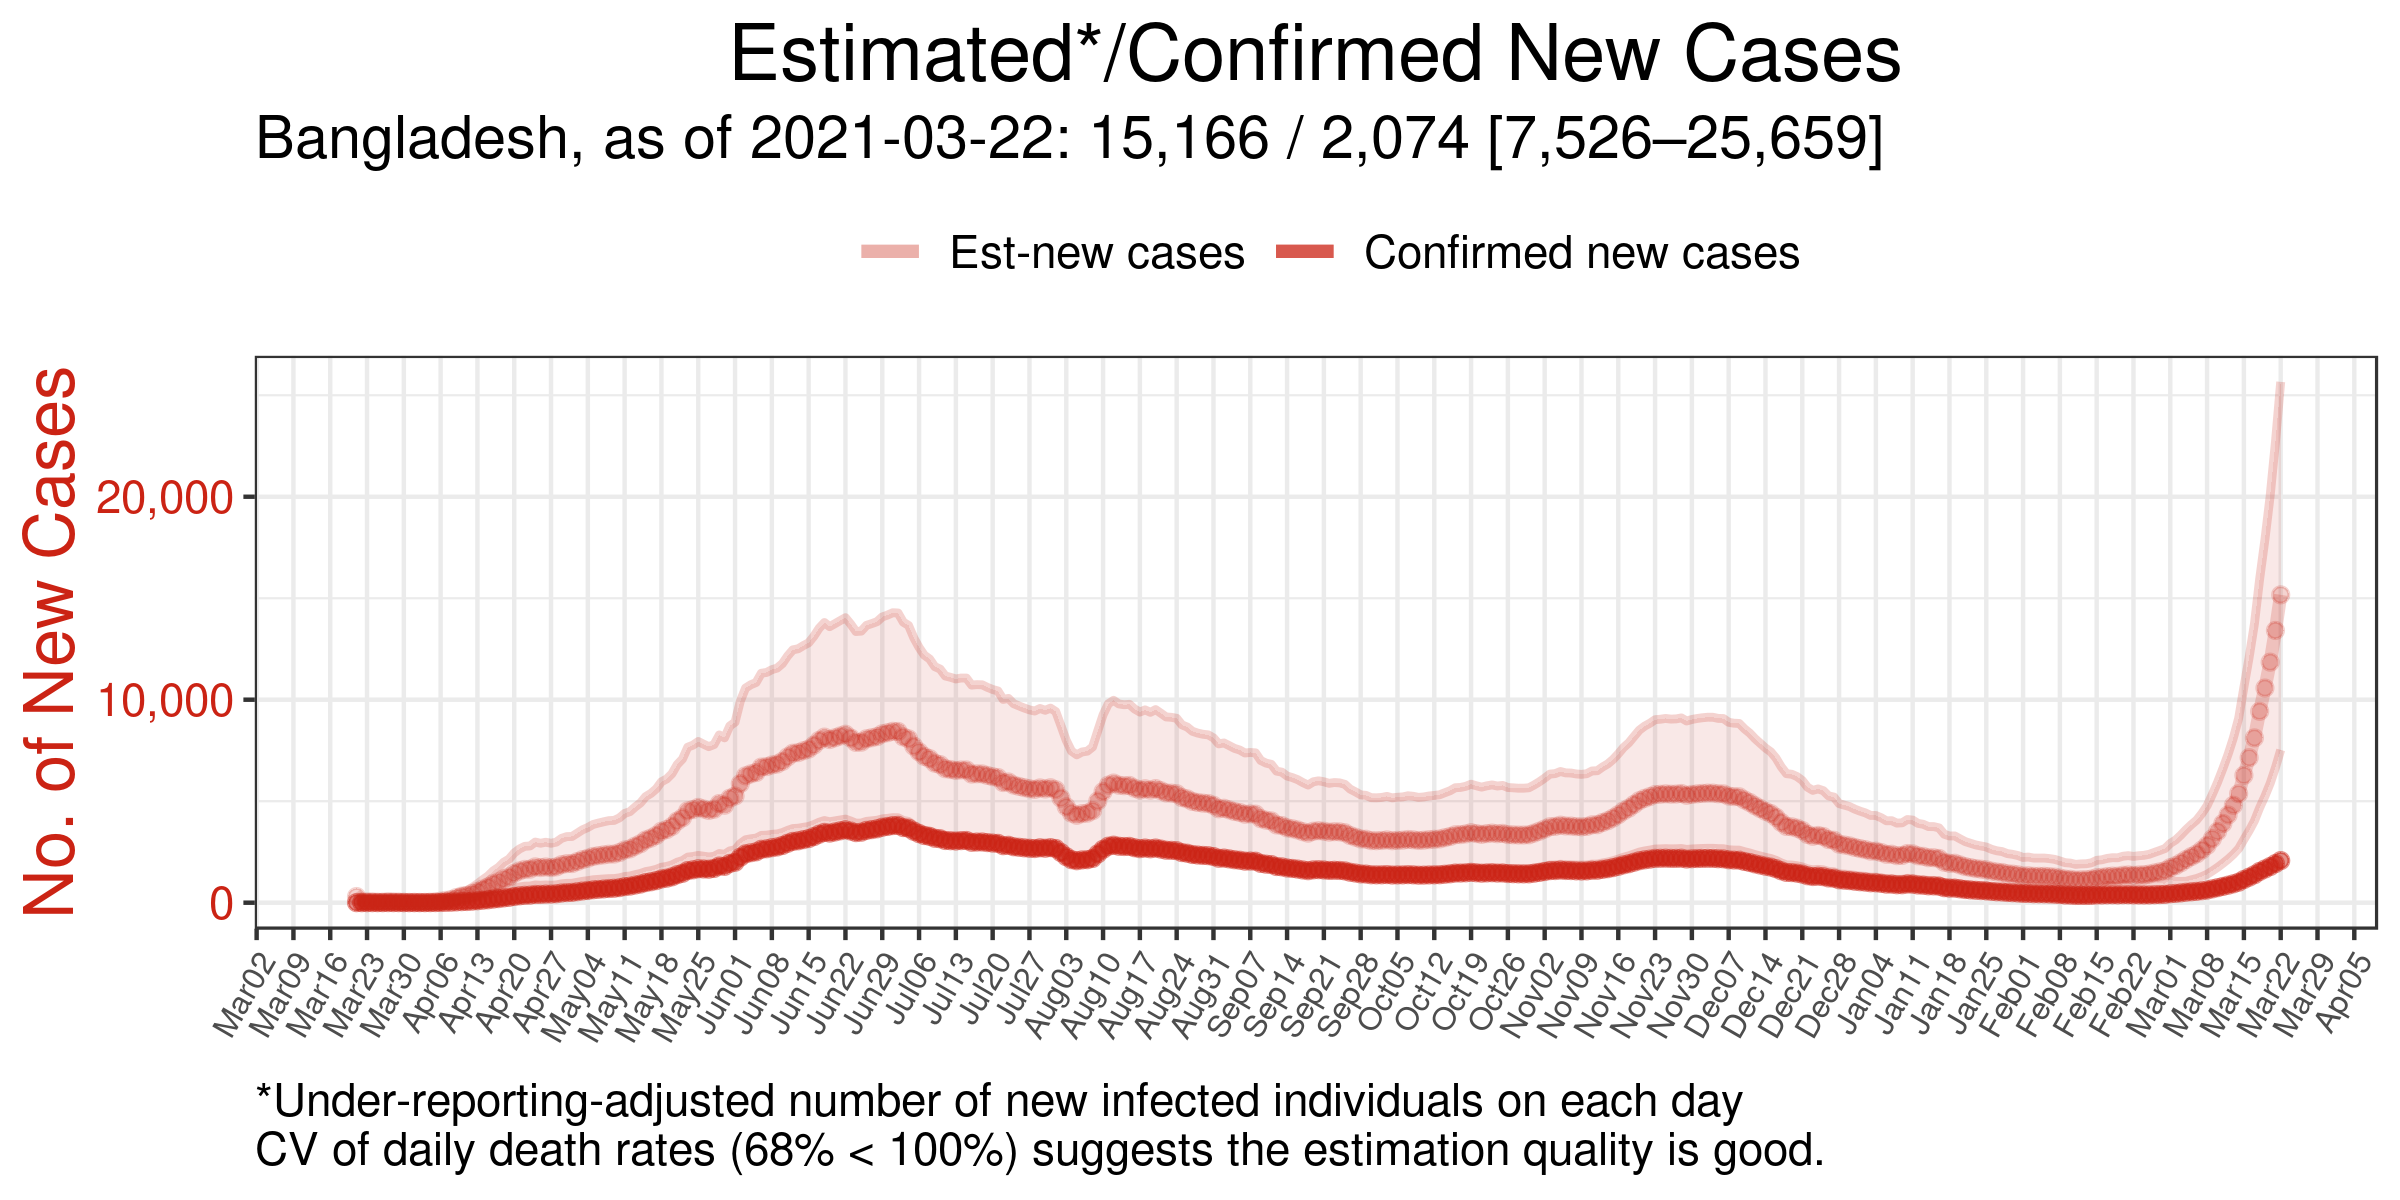 Estimated*/Confirmed New Cases
Bangladesh, as of 2021-03-22: 15,166 / 2,074 [7,526–25,659]
Est-new cases Confirmed new cases
No. of New Cases
20,000
10,000
0
Mar02 Mar09 Mar16 Mar23 Mar30 Apr06 Apr13 Apr20 Apr27 May04 May11 May18 May25 Jun01 Jun08 Jun15 Jun22 Jun29 Jul06 Jul13 Jul20 Jul27 Aug03 Aug10 Aug17 Aug24 Aug31 Sep07 Sep14 Sep21 Sep28 Oct05 Oct12 Oct19 Oct26 Nov02 Nov09 Nov16 Nov23 Nov30 Dec07 Dec14 Dec21 Dec28 Jan04 Jan11 Jan18 Jan25 Feb01 Feb08 Feb15 Feb22 Mar01 Mar08 Mar15 Mar22 Mar29 Apr05
*Under-reporting-adjusted number of new infected individuals on each day
CV of daily death rates (68% < 100%) suggests the estimation quality is good.